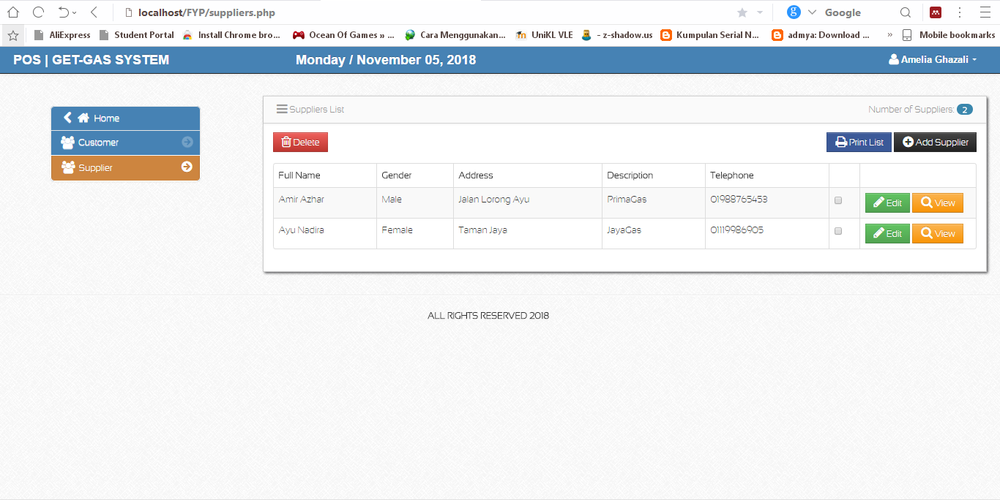 localhost/FYP/suppliers.php
Google
AliExpress Student Portal Install Chrome bro... Ocean Of Games » ... Cara Menggunakan... UniKL VLE - z-shadow.us Kumpulan Serial N... admya: Download ... » Mobile bookmarks
POS | GET-GAS SYSTEM Monday / November 05, 2018 Amelia Ghazali
Home
Customer
Supplier
Suppliers List Number of Suppliers: 2
Delete Print List Add Supplier
Full Name Gender Address Description Telephone
Amir Azhar Male Jalan Lorong Ayu PrimaGas 01988765453 Edit View
Ayu Nadira Female Taman Jaya JayaGas 01119986905 Edit View
ALL RIGHTS RESERVED 2018